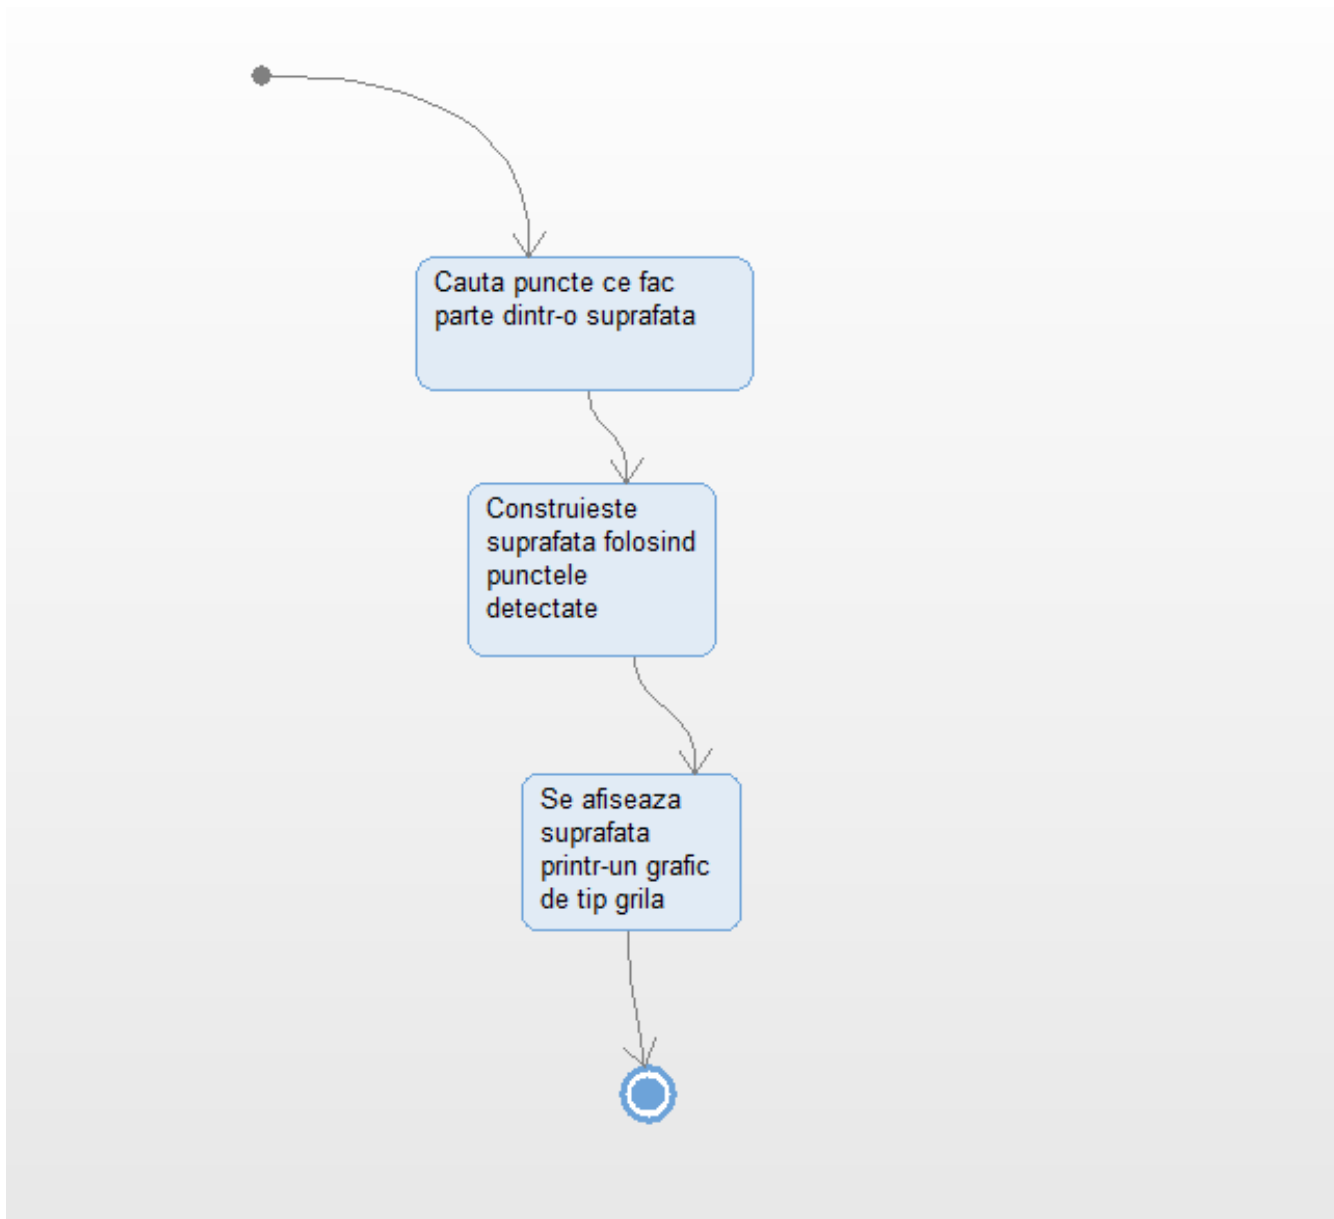 Cauta puncte ce fac
parte dintr-o suprafata
Construieste
suprafata folosind
punctele
detectate
Se afiseaza
suprafata
printr-un grafic
de tip grila